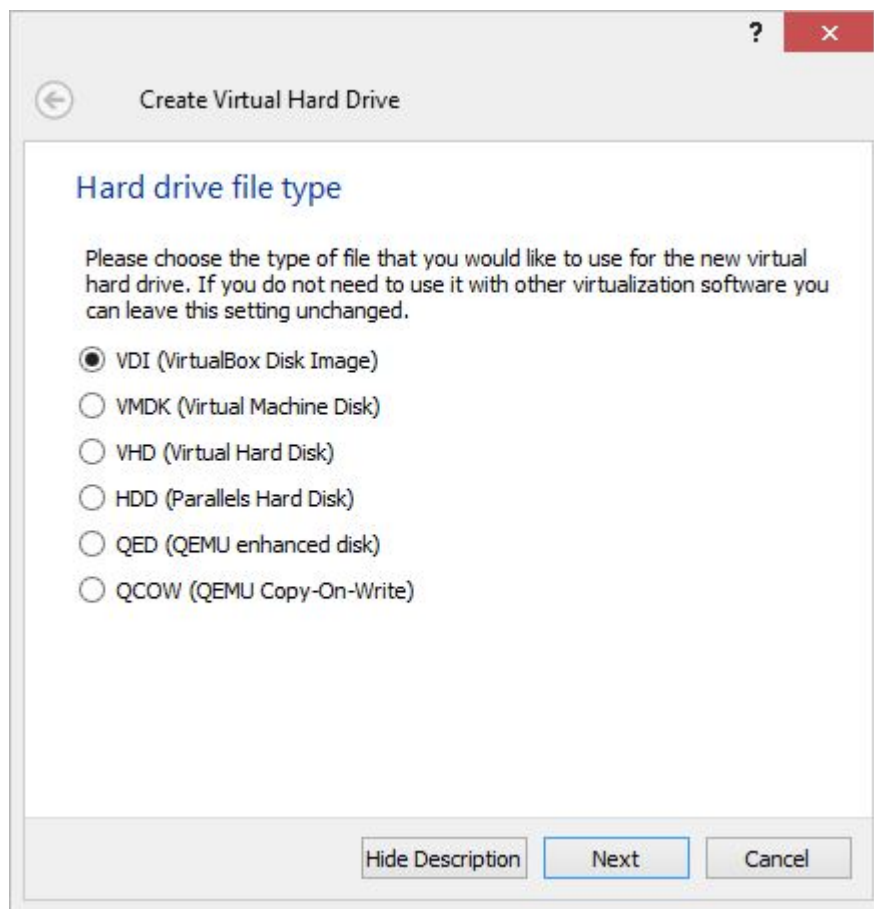 ?
Create Virtual Hard Drive
Hard drive file type
Please choose the type of file that you would like to use for the new virtual
hard drive. If you do not need to use it with other virtualization software you
can leave this setting unchanged.
VDI (VirtualBox Disk Image)
VMDK (Virtual Machine Disk)
VHD (Virtual Hard Disk)
HDD (Parallels Hard Disk)
QED (QEMU enhanced disk)
QCOW (QEMU Copy-On-Write)
Hide Description Next Cancel